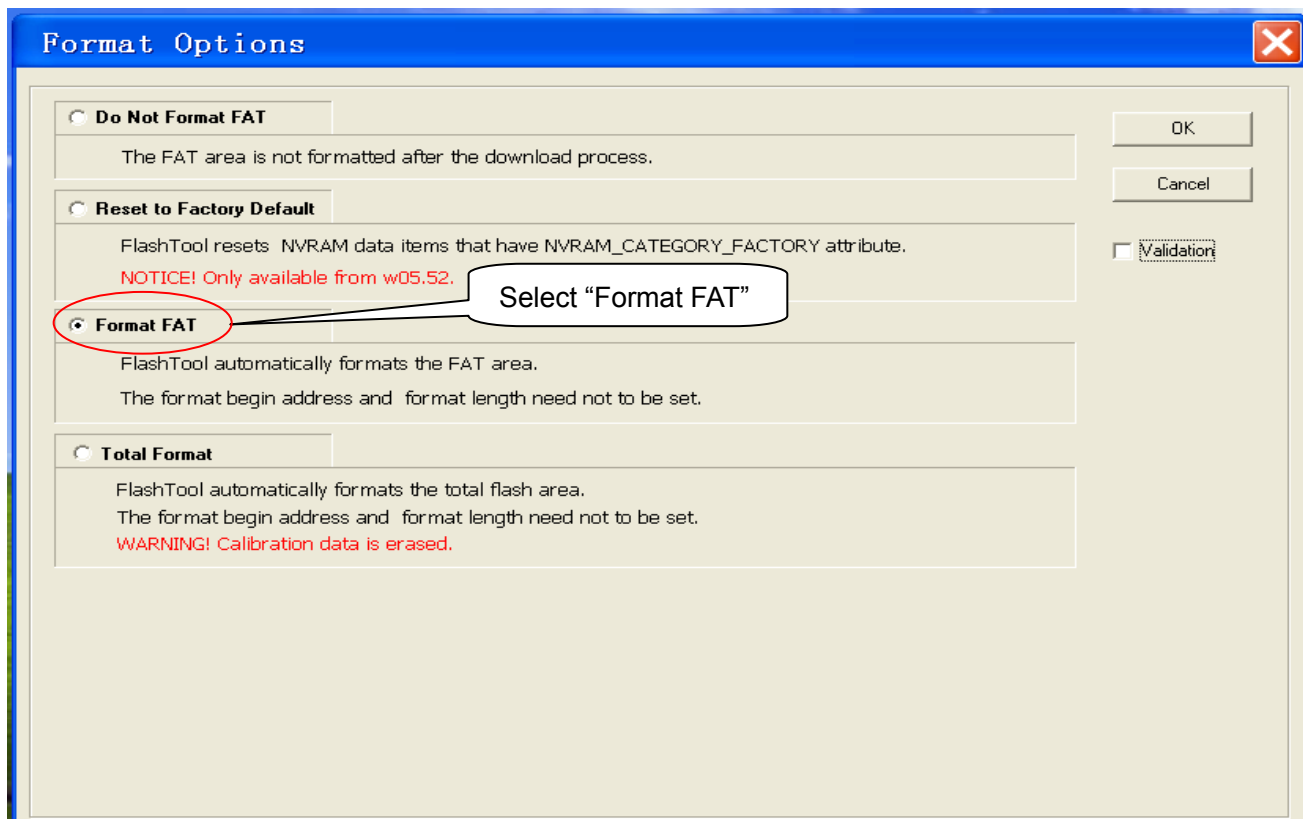 Format Options
Do Not Format FAT
OK
The FAT area is not formatted after the download process.
Cancel
Reset to Factory Default
FlashTool resets NVRAM data items that have NVRAM_CATEGORY_FACTORY attribute.
Validation
NOTICE! Only available from w05.52.
Select “Format FAT”
Format FAT
FlashTool automatically formats the FAT area.
The format begin address and format length need not to be set.
Total Format
FlashTool automatically formats the total flash area.
The format begin address and format length need not to be set.
WARNING! Calibration data is erased.